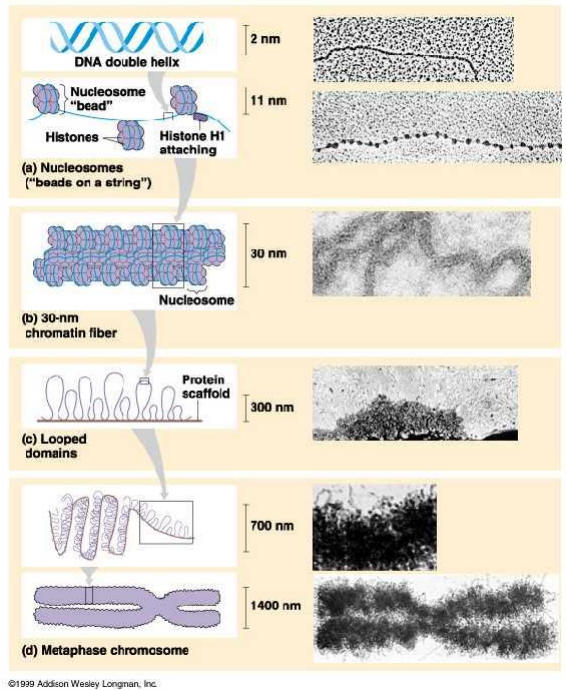 2 nm
DNA double helix
Nucleosome
"bead"
11 nm
Histones
Histone H1
attaching
(a) Nucleosomes
("beads on a string")
30 nm
Nucleosome
(b) 30-nm
chromatin fiber
Protein
scaffold
300 nm
(c) Looped
domains
700 nm
1400 nm
(d) Metaphase chromosome
©1999 Addison Wesley Longman, Inc.